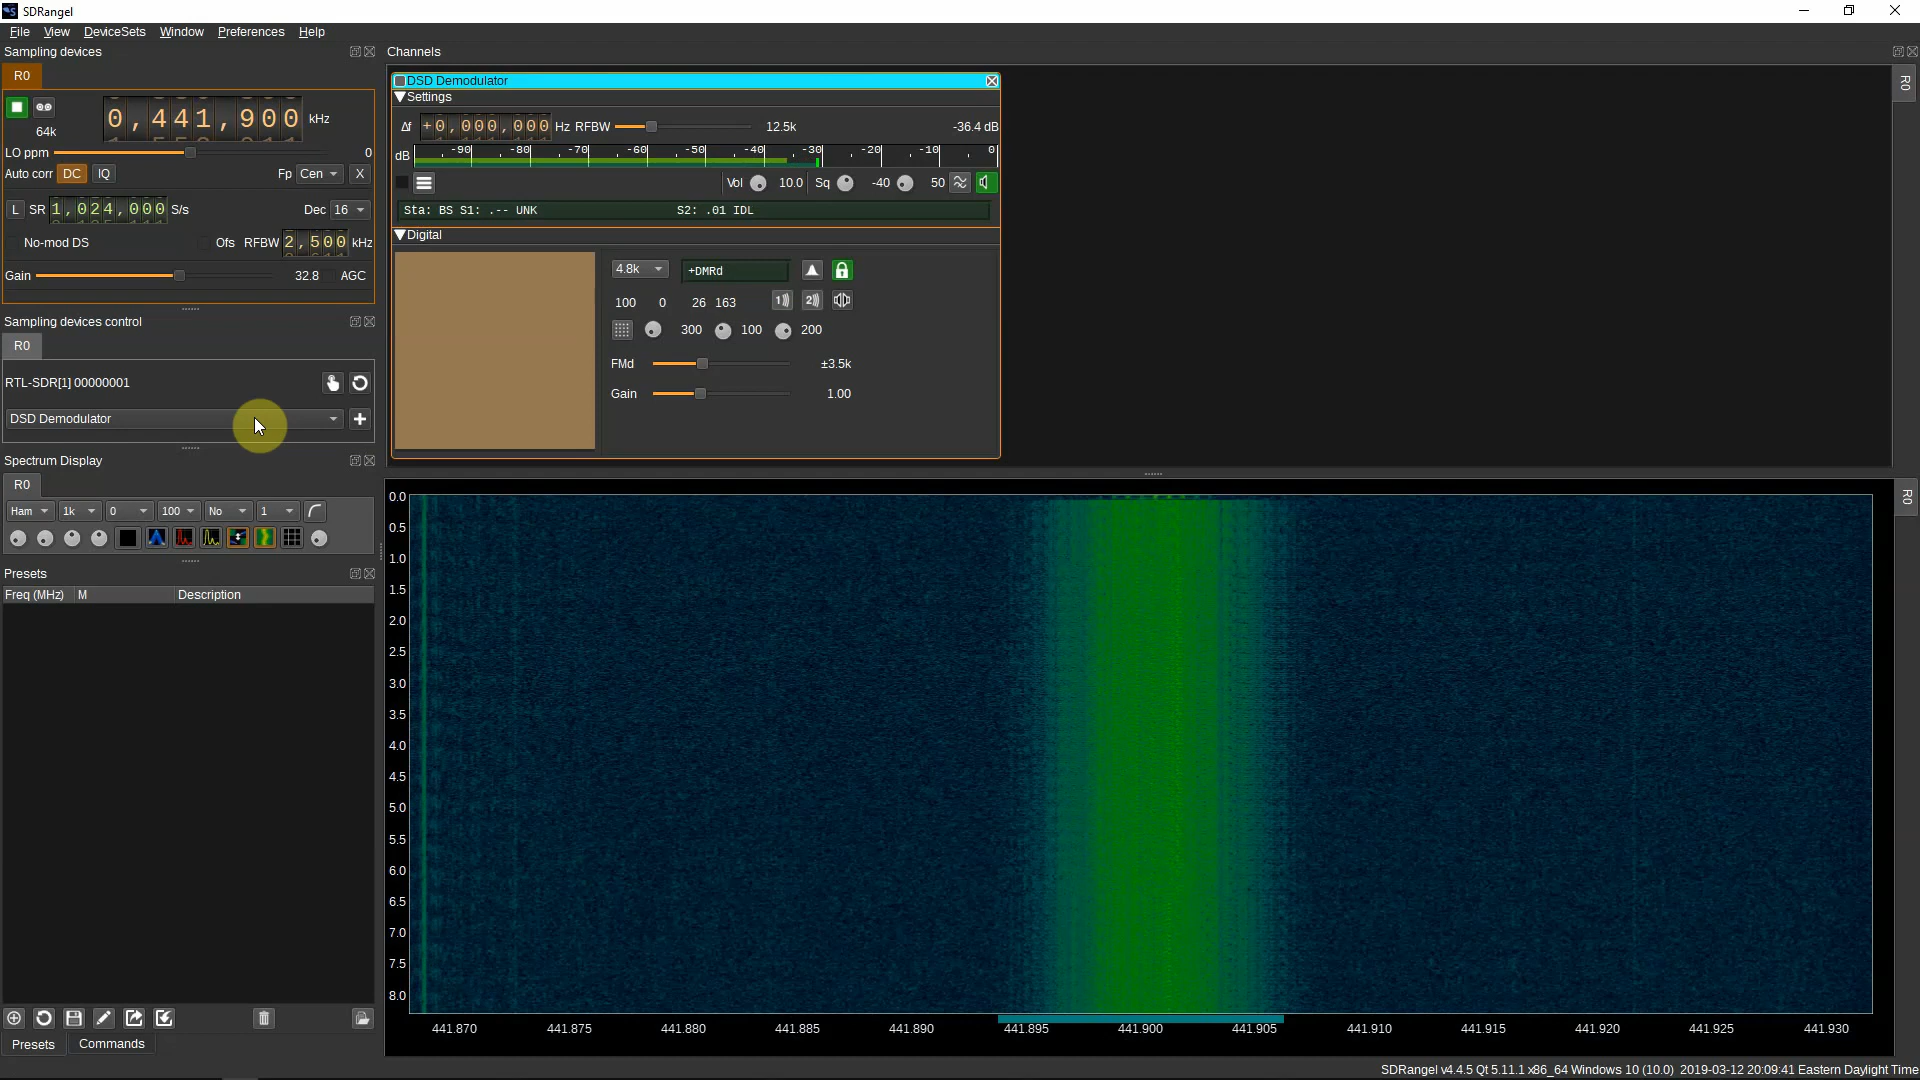 SDRangel
File View DeviceSets Window Preferences Help
Sampling devices
R0
64k
0,441,900 kHz
LO ppm 0
Auto corr DC IQ Fp Cen X
L SR 1,024,000 S/s Dec 16
No-mod DS Ofs RFBW 2,500 kHz
Gain 32.8 AGC
Sampling devices control
R0
RTL-SDR[1] 00000001
DSD Demodulator
Spectrum Display
R0
Ham 1k 0 100 No 1
Presets
Freq (MHz) M Description
Presets Commands
Channels
R0
DSD Demodulator
Settings
Δf +0,000,000 Hz RFBW 12.5k -36.4 dB
dB -90 -80 -70 -60 -50 -40 -30 -20 -10 0
Vol 10.0 Sq -40 50
Sta: BS S1: .-- UNK S2: .01 IDL
Digital
4.8k +DMRd
100 0 26 163 1 2
300 100 200
FMd ±3.5k
Gain 1.00
R0
0.0
0.5
1.0
1.5
2.0
2.5
3.0
3.5
4.0
4.5
5.0
5.5
6.0
6.5
7.0
7.5
8.0
441.870 441.875 441.880 441.885 441.890 441.895 441.900 441.905 441.910 441.915 441.920 441.925 441.930
SDRangel v4.4.5 Qt 5.11.1 x86_64 Windows 10 (10.0) 2019-03-12 20:09:41 Eastern Daylight Time